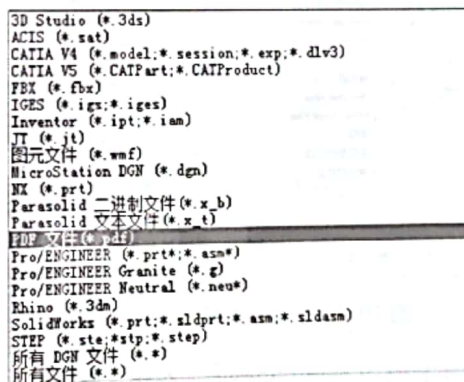 3D Studio (*.3ds)
ACIS (*.sat)
CATIA V4 (*.model;*.session;*.exp;*.dlv3)
CATIA V5 (*.CATPart;*.CATProduct)
FBX (*.fbx)
IGES (*.igs;*.iges)
Inventor (*.ipt;*.iam)
JT (*.jt)
图元文件 (*.wmf)
MicroStation DGN (*.dgn)
NX (*.prt)
Parasolid 二进制文件(*.x_b)
Parasolid 文本文件(*.x_t)
PDF 文件(*.pdf)
Pro/ENGINEER (*.prt*;*.asm*)
Pro/ENGINEER Granite (*.g)
Pro/ENGINEER Neutral (*.neu*)
Rhino (*.3dm)
SolidWorks (*.prt;*.sldprt;*.asm;*.sldasm)
STEP (*.ste;*stp;*.step)
所有 DGN 文件 (*.*)
所有文件 (*.*)